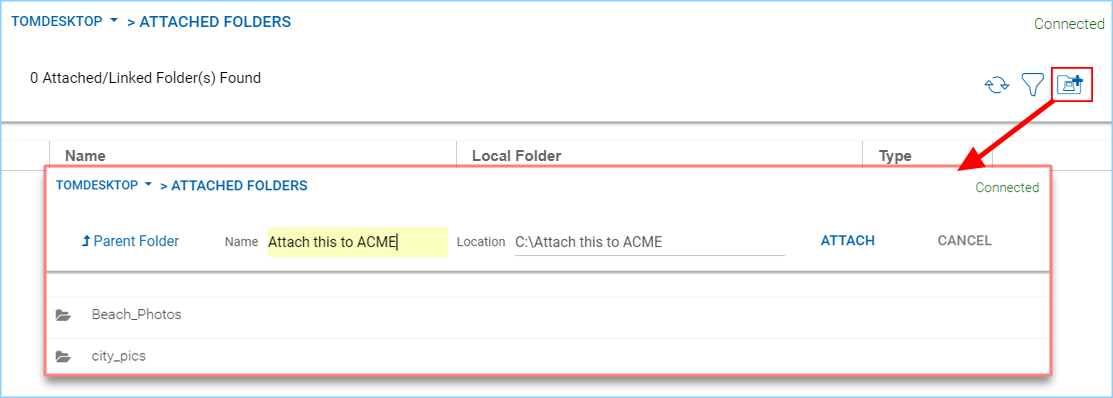 TOMDESKTOP > ATTACHED FOLDERS
Connected
0 Attached/Linked Folder(s) Found
Name Local Folder Type
TOMDESKTOP > ATTACHED FOLDERS
Connected
Parent Folder Name Attach this to ACME Location C:\Attach this to ACME ATTACH CANCEL
Beach_Photos
city_pics